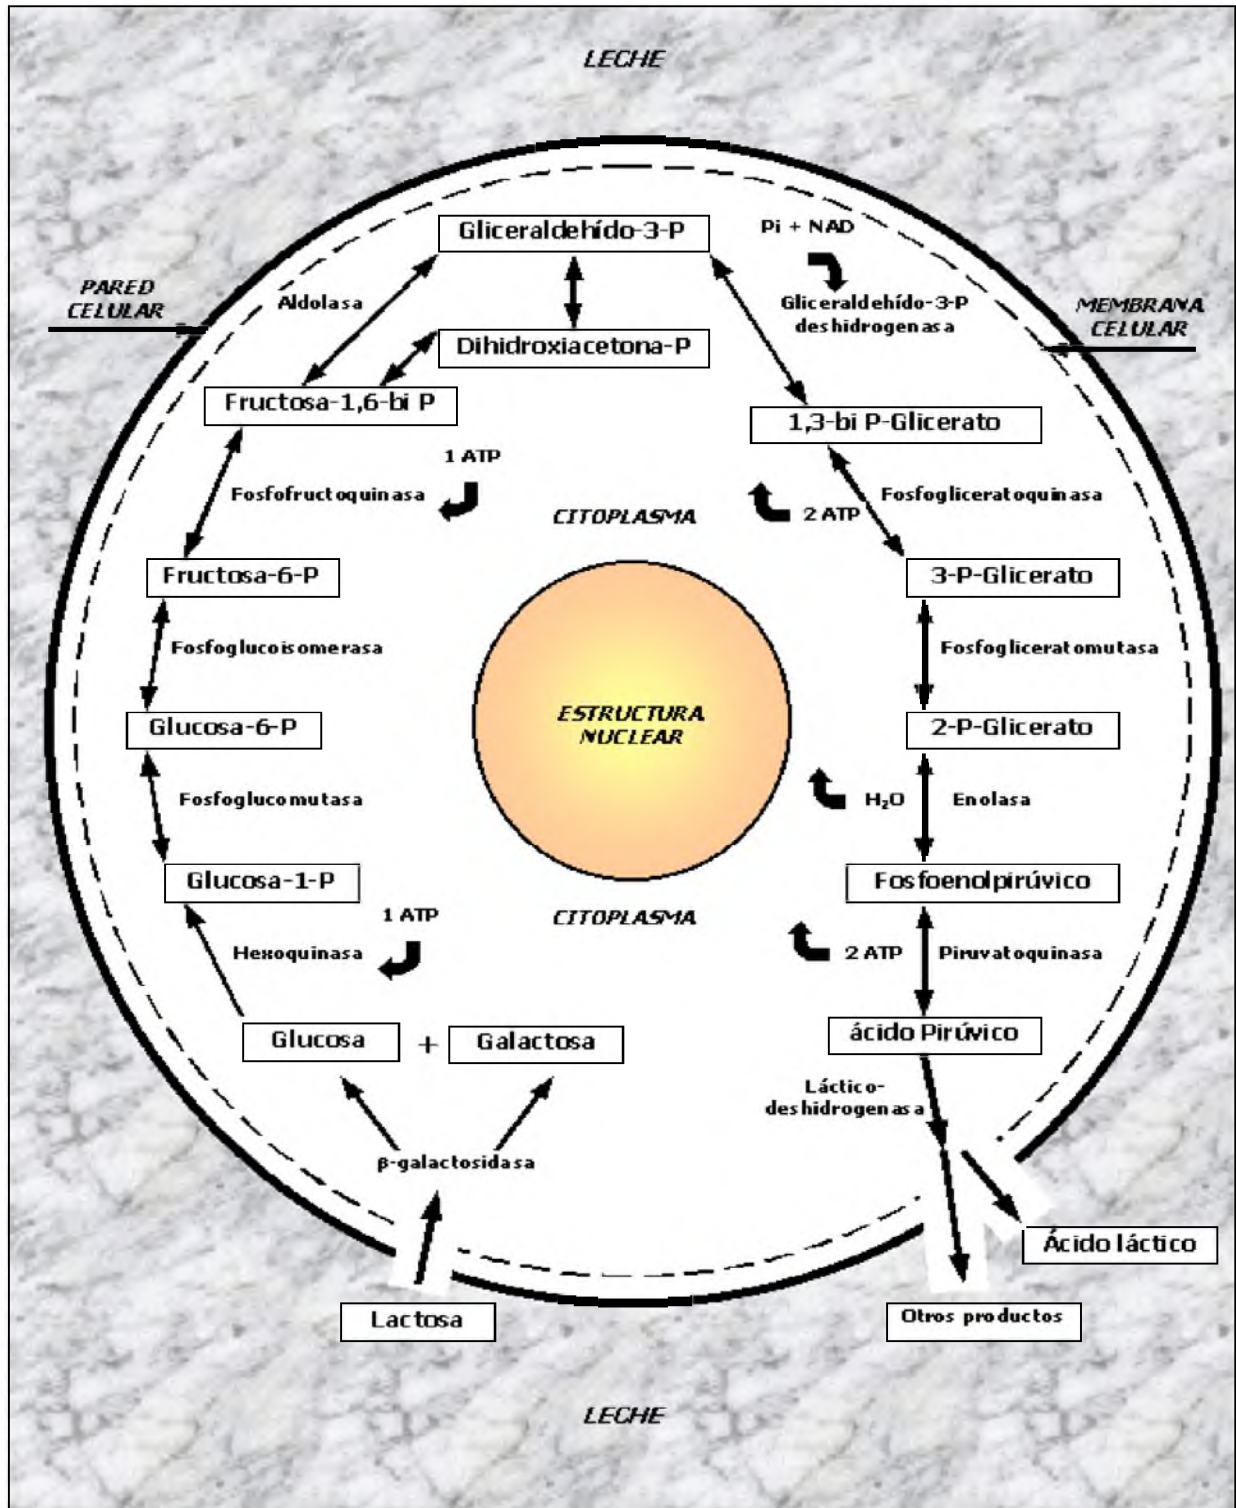 LECHE
Gliceraldehído-3-P
Pi + NAD
PARED
CELULAR
Aldolasa
Gliceraldehído-3-P
deshidrogenasa
MEMBRANA
CELULAR
Dihidroxiacetona-P
Fructosa-1,6-bi P
1,3-bi P-Glicerato
1 ATP
Fosfofructoquinasa
Fosfogliceratoquinasa
CITOPLASMA
2 ATP
Fructosa-6-P
3-P-Glicerato
Fosfoglucoisomerasa
Fosfogliceratomutasa
ESTRUCTURA
NUCLEAR
Glucosa-6-P
2-P-Glicerato
Fosfoglucomutasa
H₂O
Enolasa
Glucosa-1-P
Fosfoenolpirúvico
1 ATP
CITOPLASMA
Hexoquinasa
2 ATP
Piruvatoquinasa
Glucosa
+
Galactosa
ácido Pirúvico
Láctico-
deshidrogenasa
β-galactosidasa
Ácido láctico
Lactosa
Otros productos
LECHE